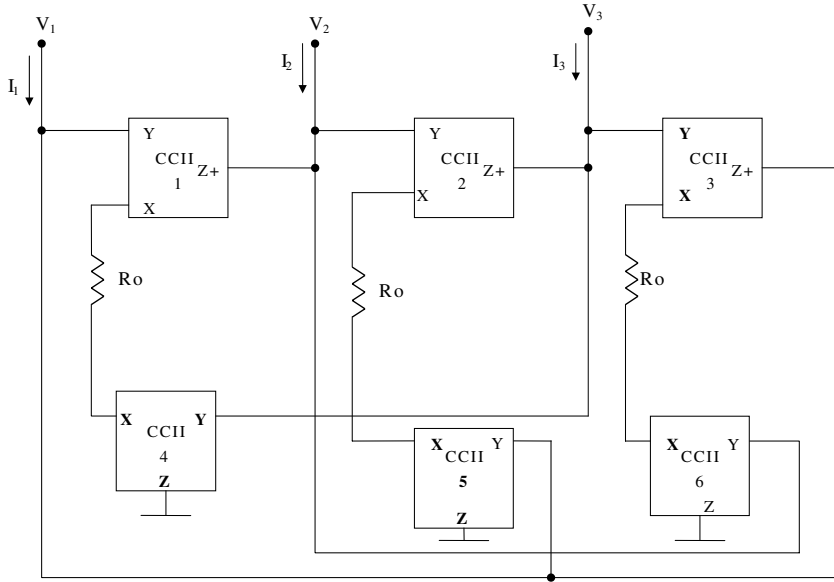 V1 V2 V3
I1 I2 I3
Y Y Y
CCII CCII CCII
Z+ Z+ Z+
1 2 3
X X X
Ro Ro Ro
X Y
CCII
4
Z
X Y
CCII
5
Z
X Y
CCII
6
Z